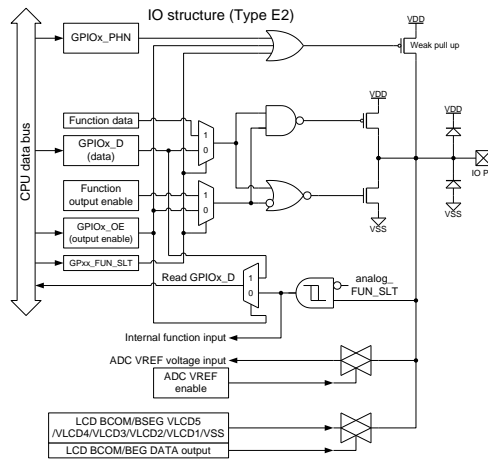 IO structure (Type E2)
VDD
GPIOx_PHN
Weak pull up
Function data
VDD
VDD
GPIOx_D
(data)
1
0
CPU data bus
IO P
Function
output enable
1
0
GPIOx_OE
(output enable)
VSS
VSS
GPxx_FUN_SLT
Read GPIOx_D
1
0
analog_
FUN_SLT
Internal function input
ADC VREF voltage input
ADC VREF
enable
LCD BCOM/BSEG VLCD5
/VLCD4/VLCD3/VLCD2/VLCD1/VSS
LCD BCOM/BEG DATA output